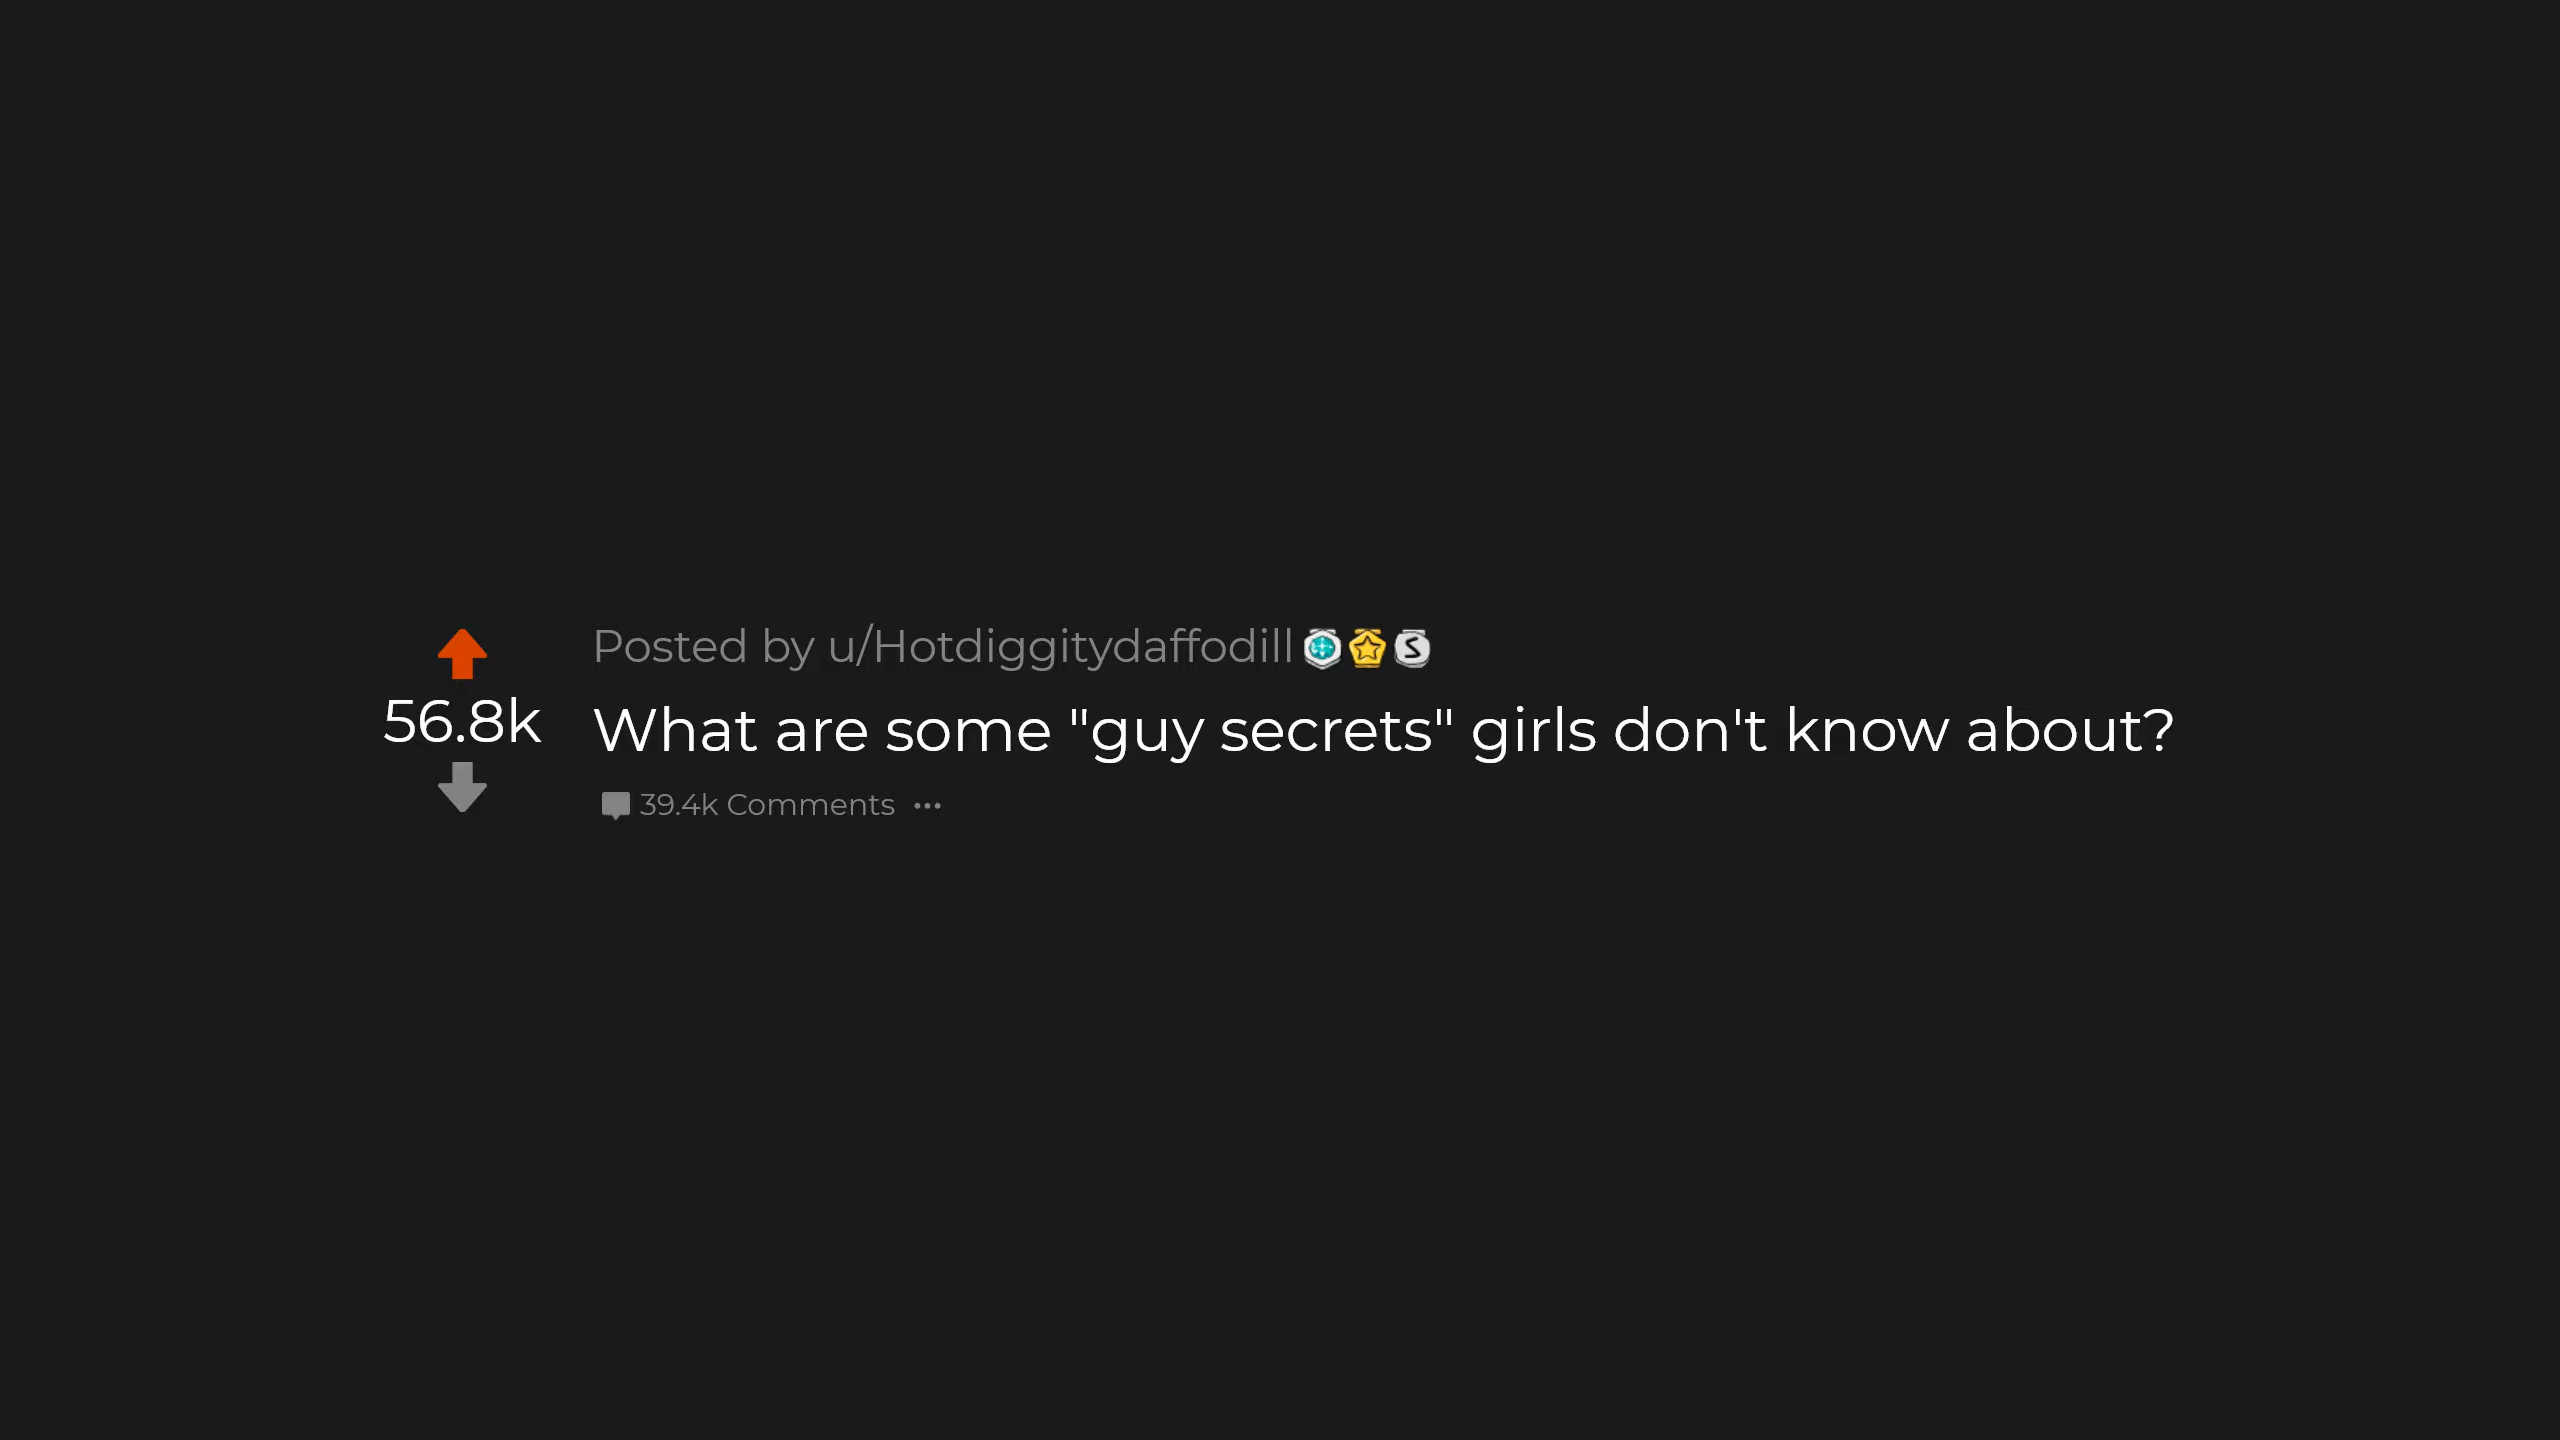 Posted by u/Hotdiggitydaffodill
56.8k
What are some "guy secrets" girls don't know about?
39.4k Comments